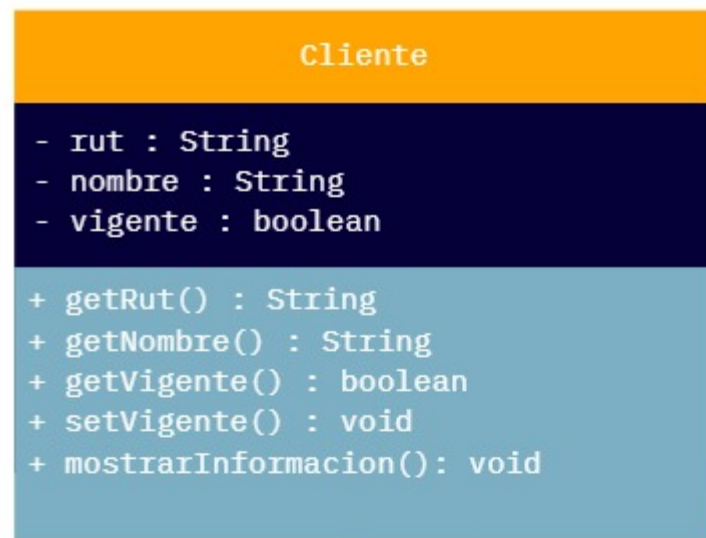 Cliente
- rut : String
- nombre : String
- vigente : boolean
+ getRut() : String
+ getNombre() : String
+ getVigente() : boolean
+ setVigente() : void
+ mostrarInformacion(): void